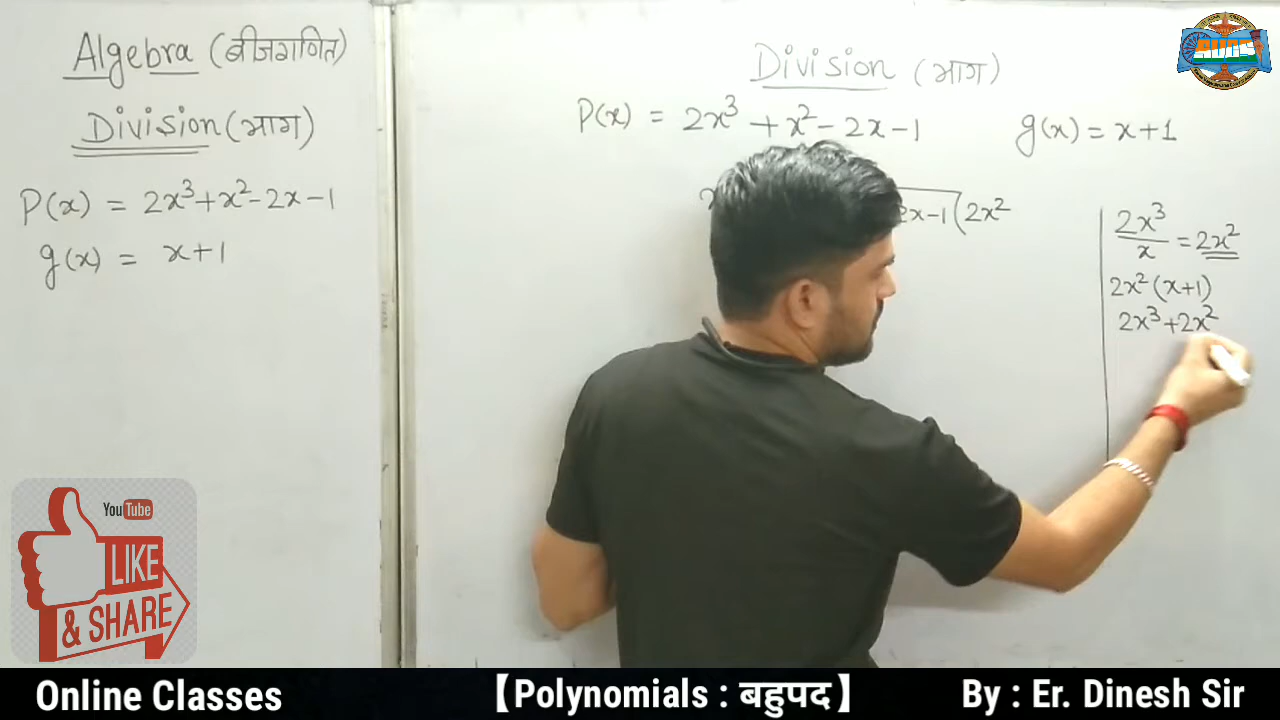 Algebra (बीजगणित)
Division (भाग)
P(x) = 2x³+x²-2x-1
g(x) = x+1
Division (भाग)
P(x) = 2x³ + x² - 2x - 1
g(x) = x+1
2x-1(2x²
2x³/x = 2x²
2x²(x+1)
2x³+2x²
AUCS
YouTube
LIKE
& SHARE
Online Classes
【Polynomials : बहुपद】
By : Er. Dinesh Sir